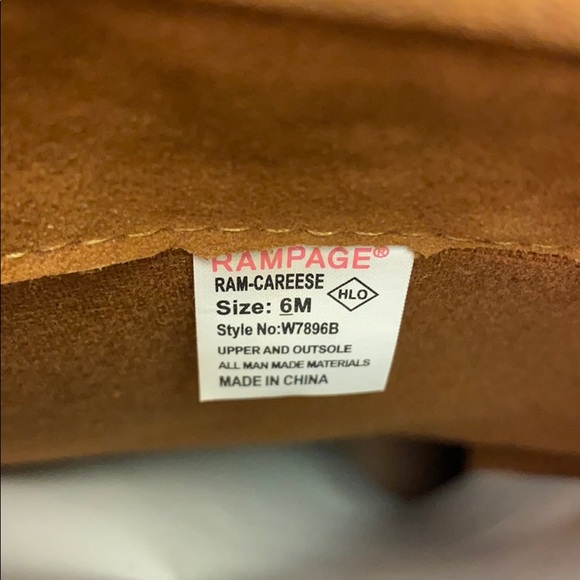 RAMPAGE®
RAM-CAREESE
Size: 6M HLO
Style No:W7896B
UPPER AND OUTSOLE
ALL MAN MADE MATERIALS
MADE IN CHINA